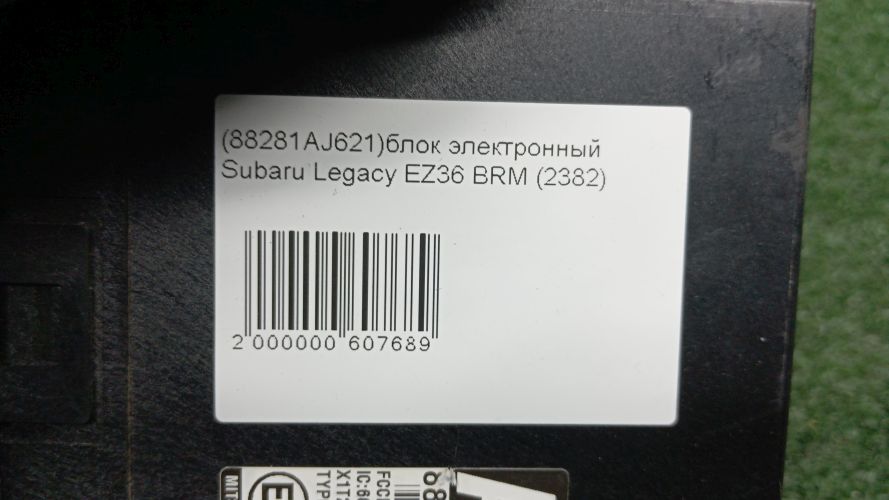 (88281AJ621)блок электронный
Subaru Legacy EZ36 BRM (2382)
2 000000 607689